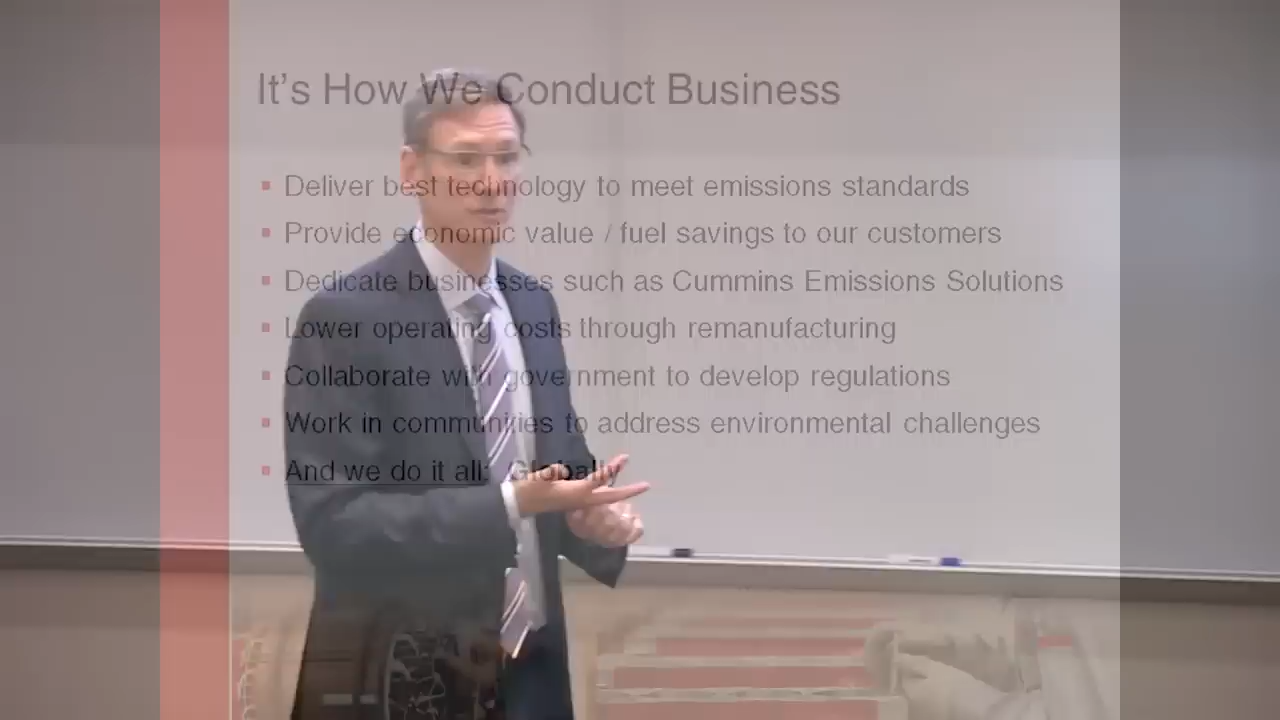 It's How We Conduct Business
Deliver best technology to meet emissions standards
Provide economic value / fuel savings to our customers
Dedicate businesses such as Cummins Emissions Solutions
Lower operating costs through remanufacturing
Collaborate with government to develop regulations
Work in communities to address environmental challenges
And we do it all: Globally